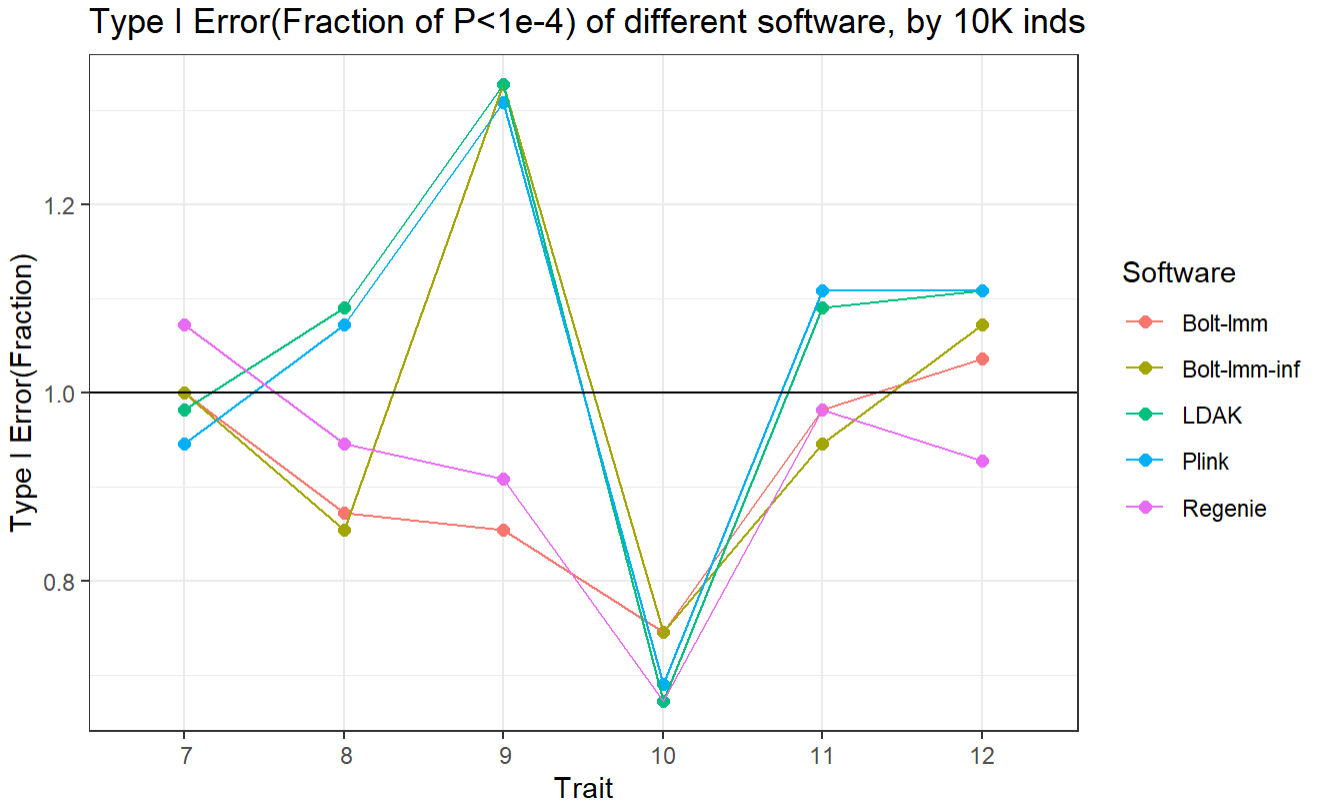 Type I Error(Fraction of P<1e-4) of different software, by 10K inds
Type I Error(Fraction)
1.2
1.0
0.8
7 8 9 10 11 12
Trait
Software
Bolt-lmm
Bolt-lmm-inf
LDAK
Plink
Regenie